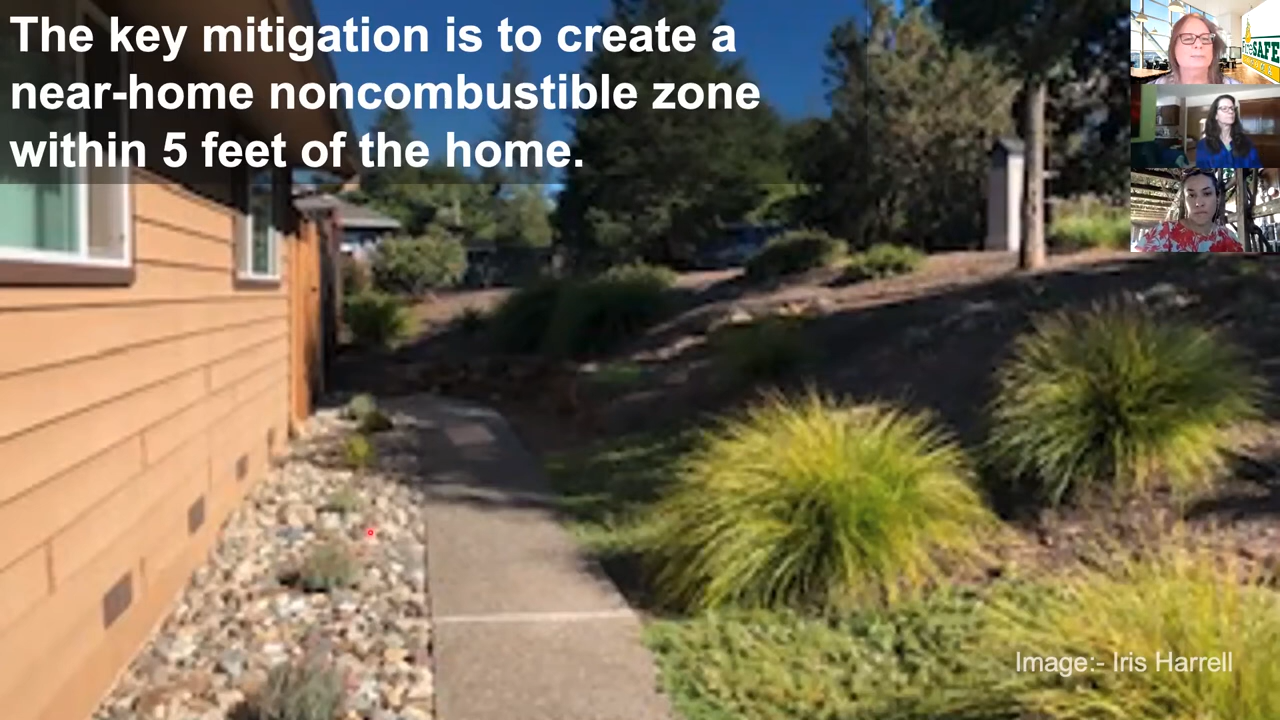 The key mitigation is to create a
near-home noncombustible zone
within 5 feet of the home.
SAFE
Image:- Iris Harrell